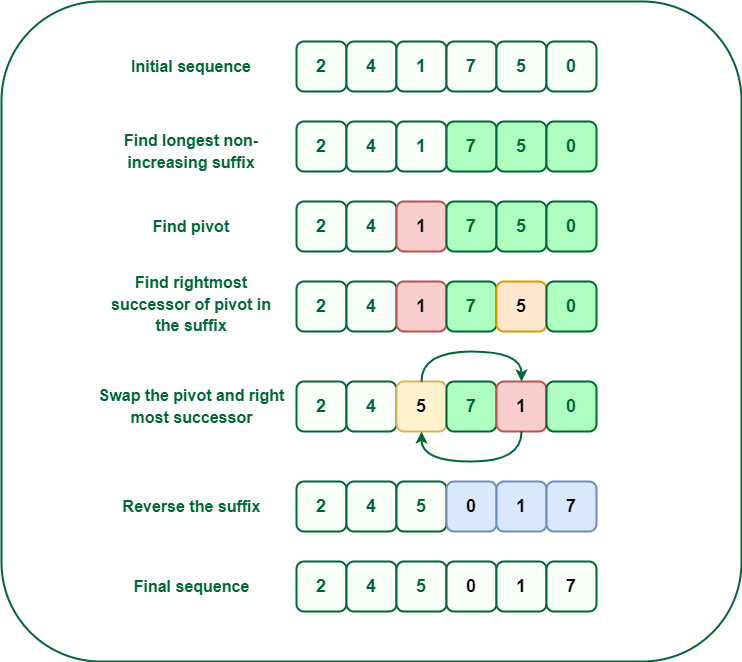 Initial sequence 2 4 1 7 5 0
Find longest non-
increasing suffix
2 4 1 7 5 0
Find pivot 2 4 1 7 5 0
Find rightmost
successor of pivot in
the suffix
2 4 1 7 5 0
Swap the pivot and right
most successor
2 4 5 7 1 0
Reverse the suffix 2 4 5 0 1 7
Final sequence 2 4 5 0 1 7